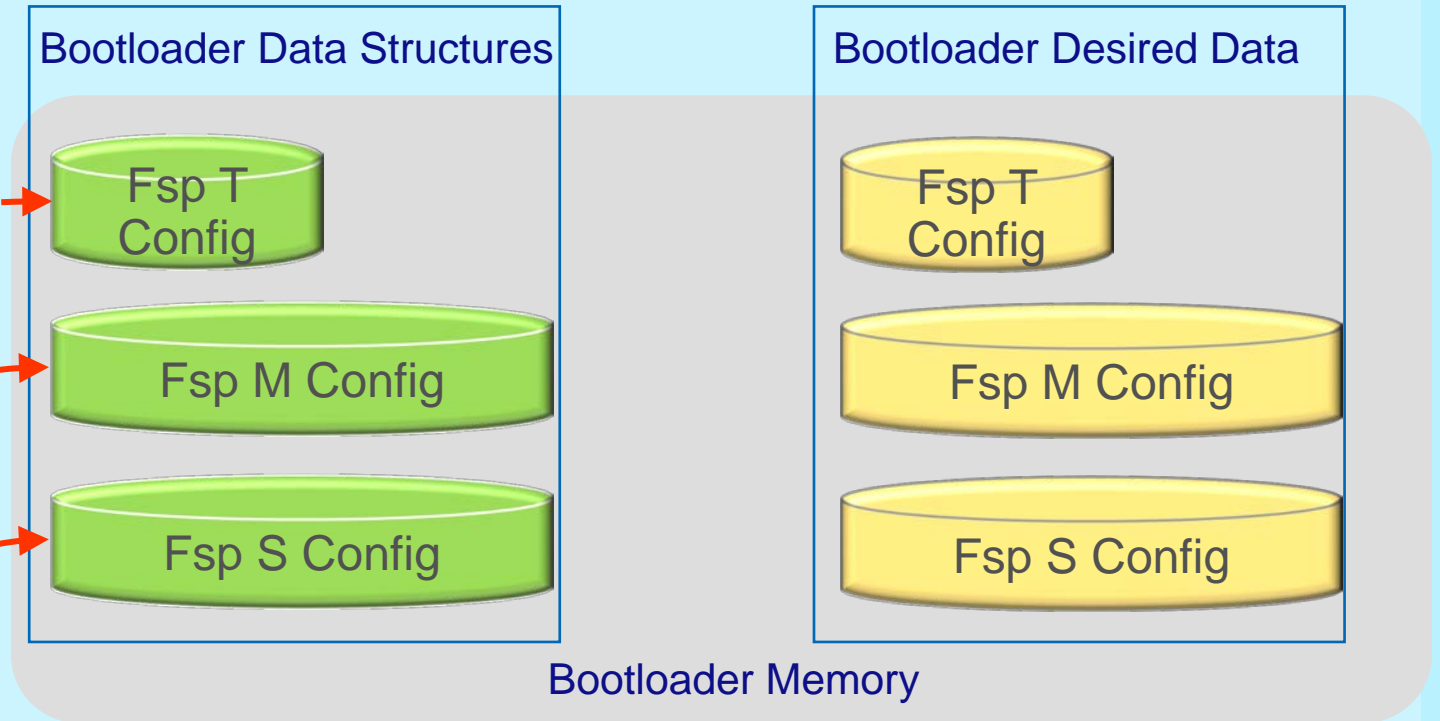 Bootloader Data Structures
Fsp T
Config
Fsp M Config
Fsp S Config
Bootloader Desired Data
Fsp T
Config
Fsp M Config
Fsp S Config
Bootloader Memory